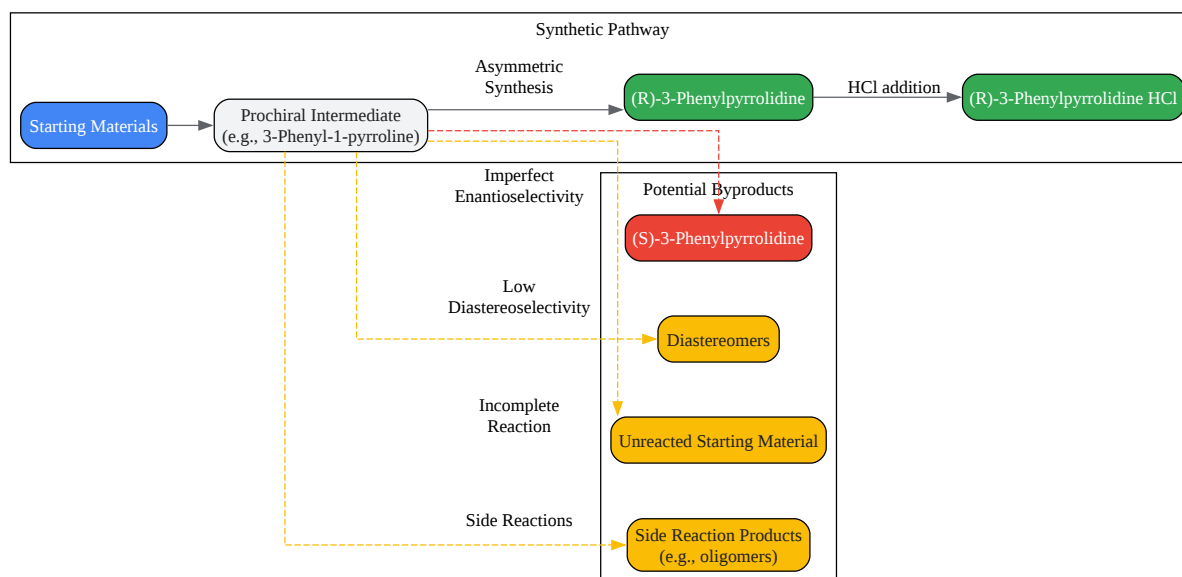 Synthetic Pathway
Asymmetric
Synthesis
Starting Materials
Prochiral Intermediate
(e.g., 3-Phenyl-1-pyrroline)
(R)-3-Phenylpyrrolidine
HCl addition
(R)-3-Phenylpyrrolidine HCl
Imperfect
Enantioselectivity
Potential Byproducts
(S)-3-Phenylpyrrolidine
Low
Diastereoselectivity
Diastereomers
Incomplete
Reaction
Unreacted Starting Material
Side Reactions
Side Reaction Products
(e.g., oligomers)